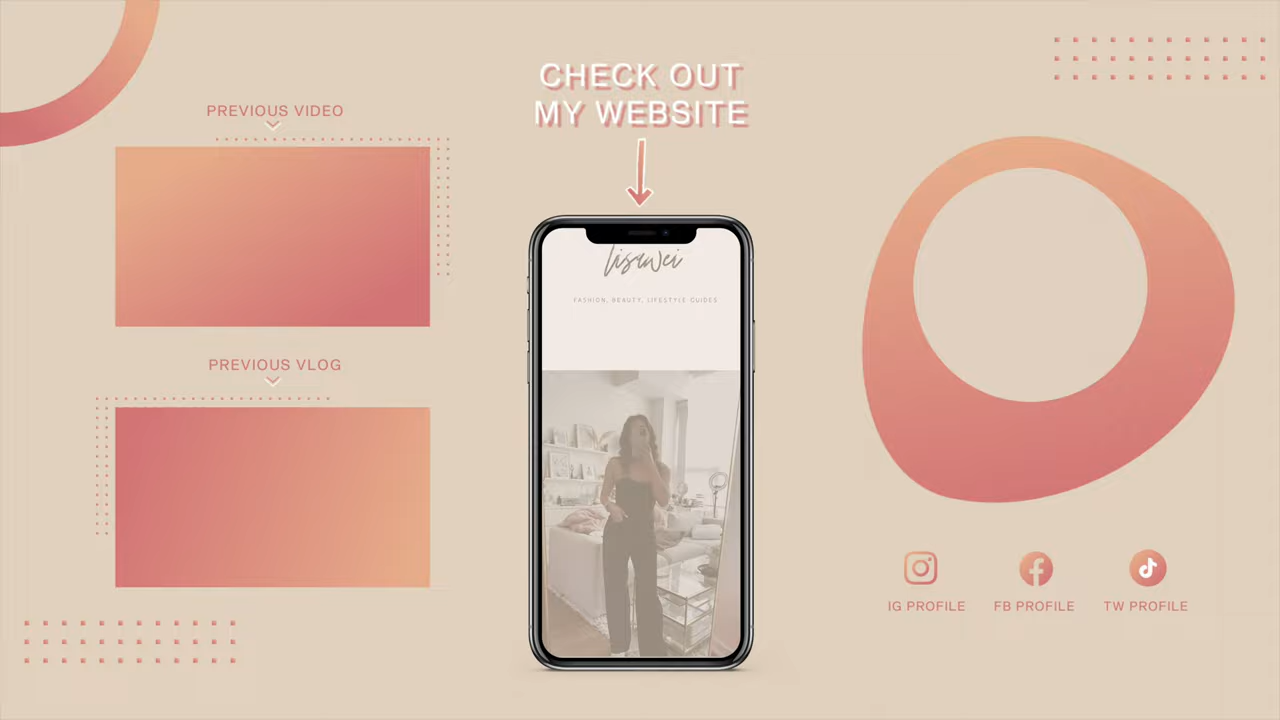 PREVIOUS VIDEO
PREVIOUS VLOG
CHECK OUT
MY WEBSITE
lisawei
FASHION, BEAUTY, LIFESTYLE GUIDES
IG PROFILE
FB PROFILE
TW PROFILE